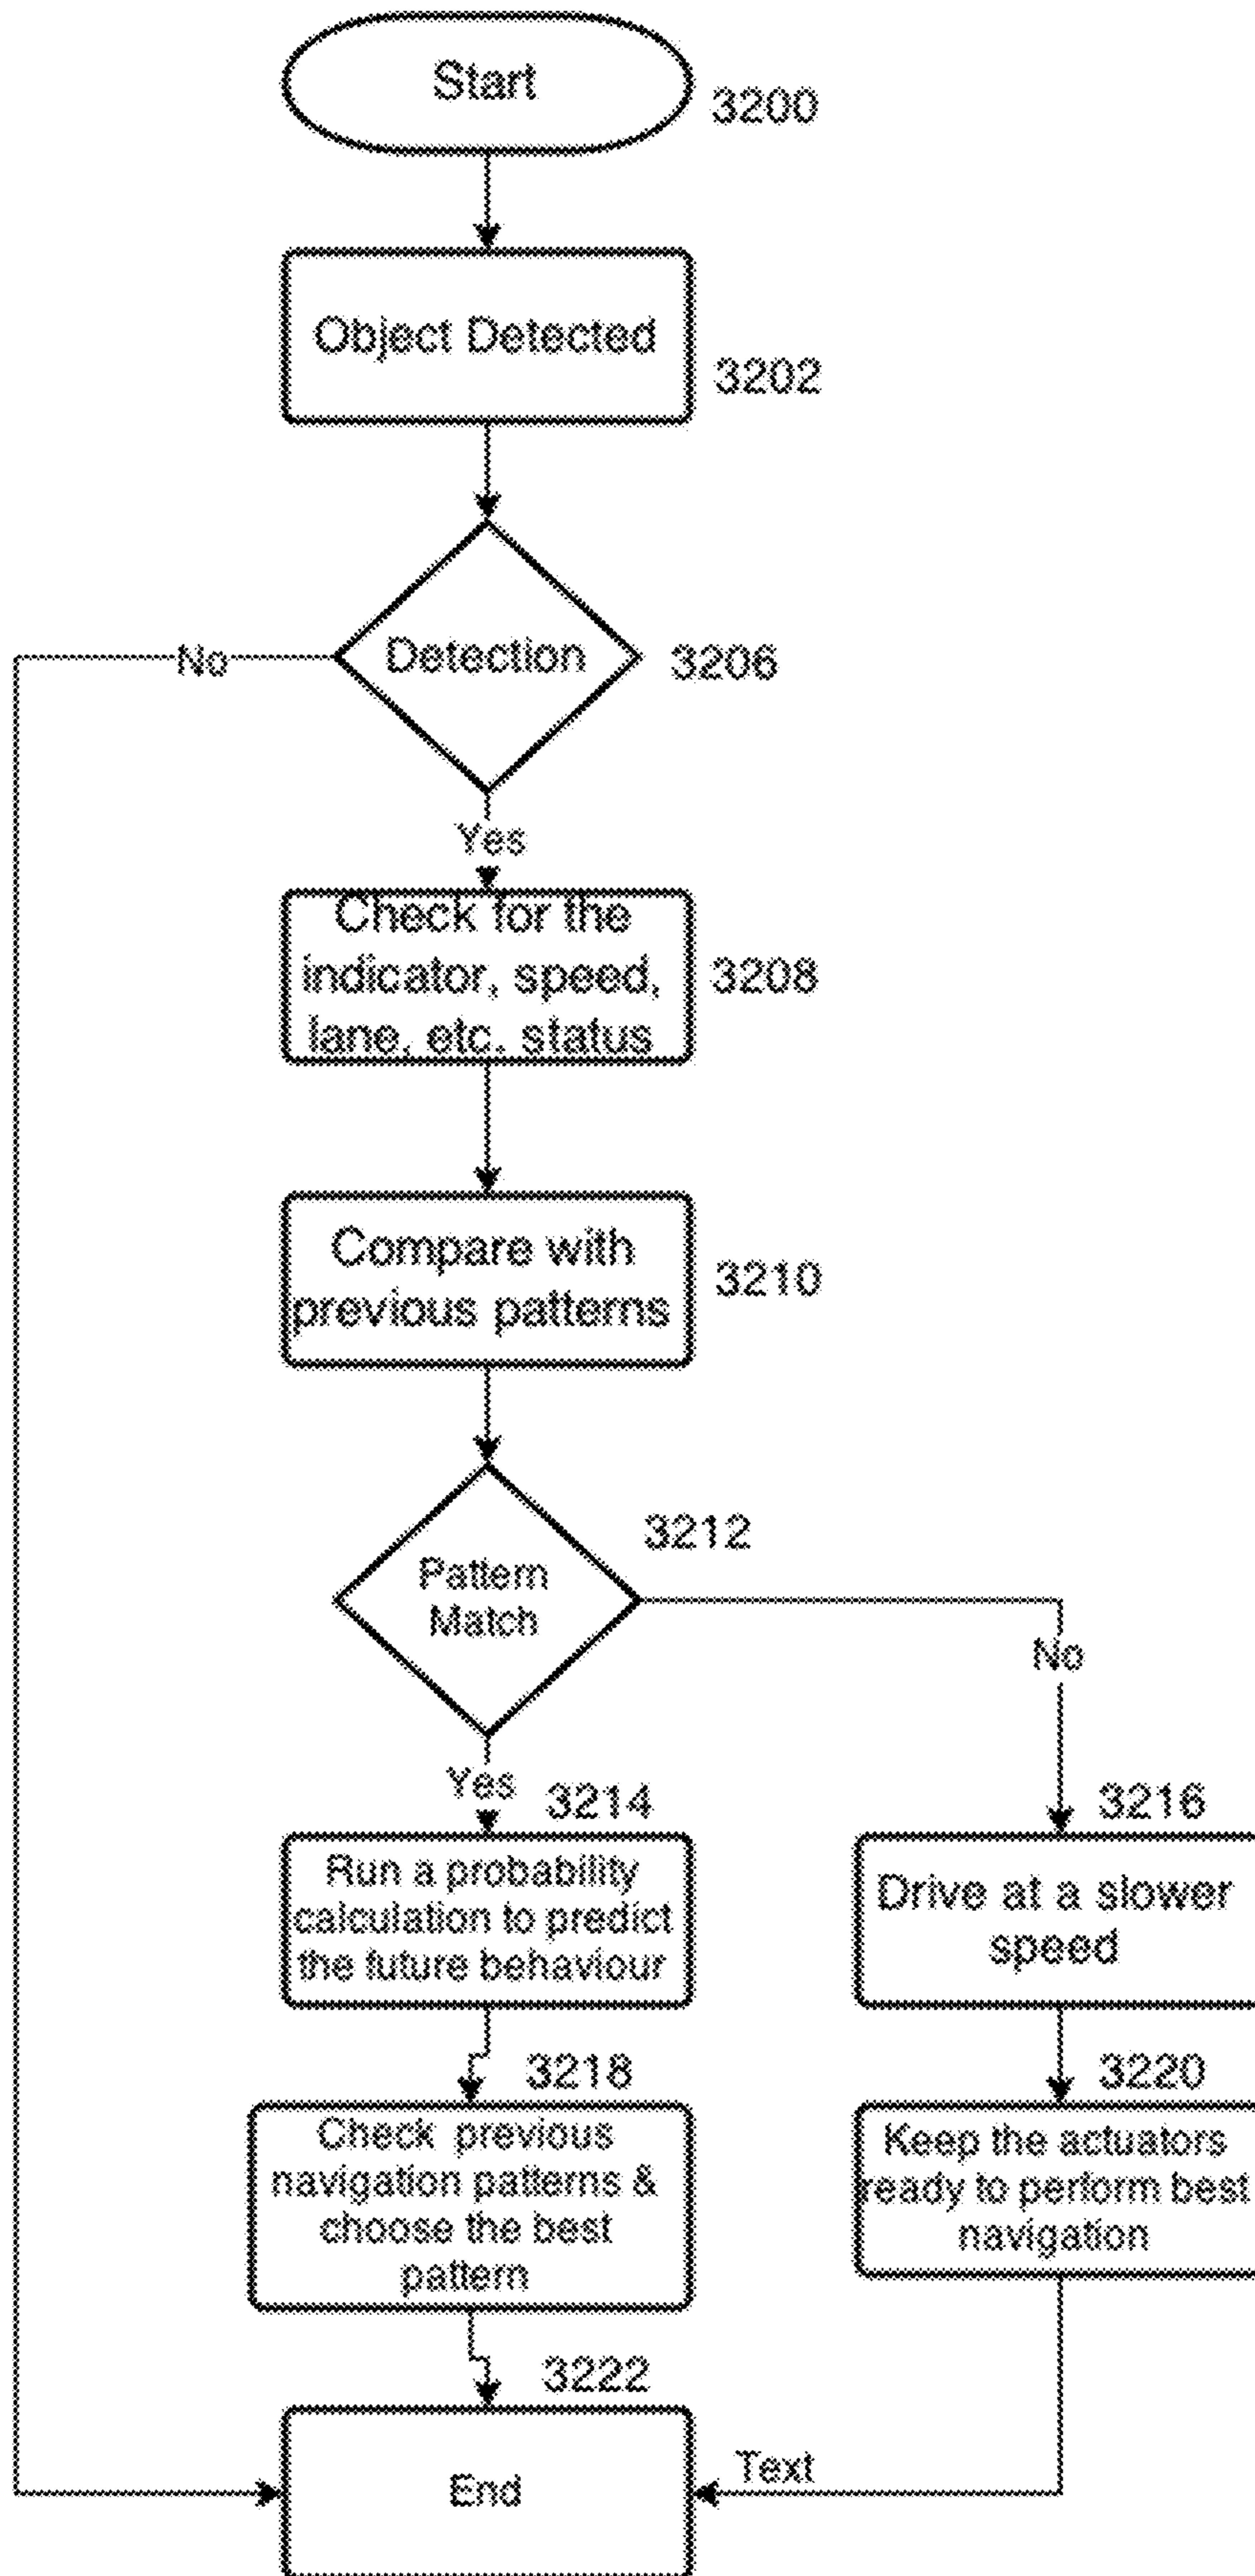 Start
3200
Object Detected
3202
Detection
3206
No
Yes
Check for the
indicator, speed,
lane, etc. status
3208
Compare with
previous patterns
3210
Pattern
Match
3212
No
Yes
3214
Run a probability
calculation to predict
the future behaviour
3216
Drive at a slower
speed
3218
Check previous
navigation patterns &
choose the best
pattern
3220
Keep the actuators
ready to perform best
navigation
3222
End
Text